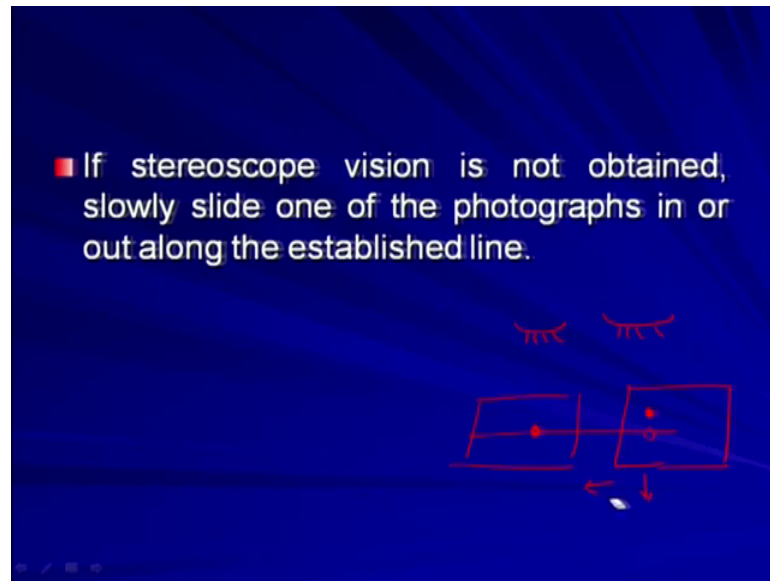 If stereoscope vision is not obtained,
slowly slide one of the photographs in or
out along the established line.